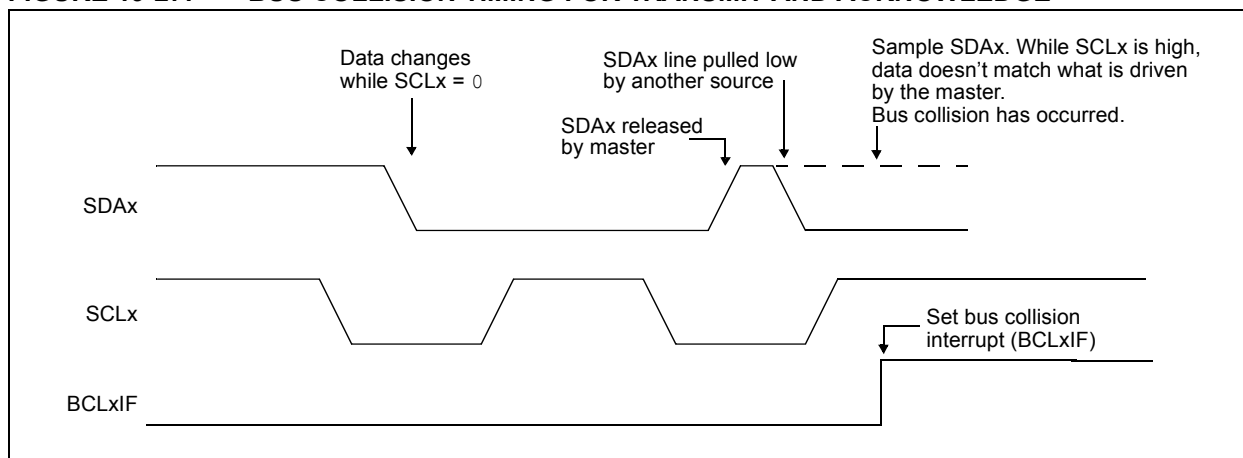 Data changes
while SCLx = 0
SDAx line pulled low
by another source
Sample SDAx. While SCLx is high,
data doesn't match what is driven
by the master.
Bus collision has occurred.
SDAx released
by master
SDAx
SCLx
Set bus collision
interrupt (BCLxIF)
BCLxIF